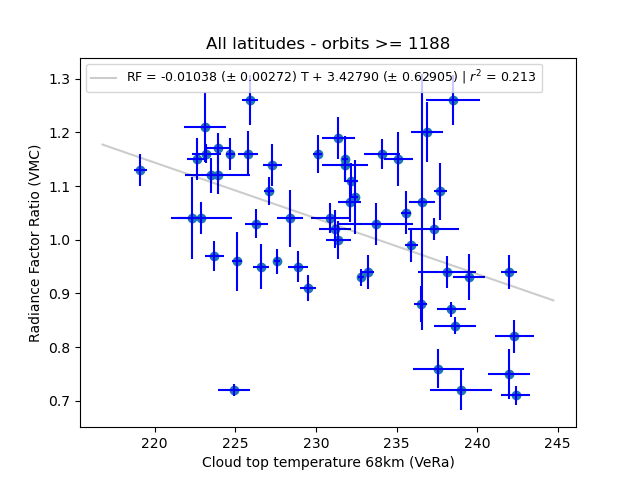 All latitudes - orbits >= 1188
RF = -0.01038 (± 0.00272) T + 3.42790 (± 0.62905) | r² = 0.213
Radiance Factor Ratio (VMC)
1.3
1.2
1.1
1.0
0.9
0.8
0.7
220 225 230 235 240 245
Cloud top temperature 68km (VeRa)